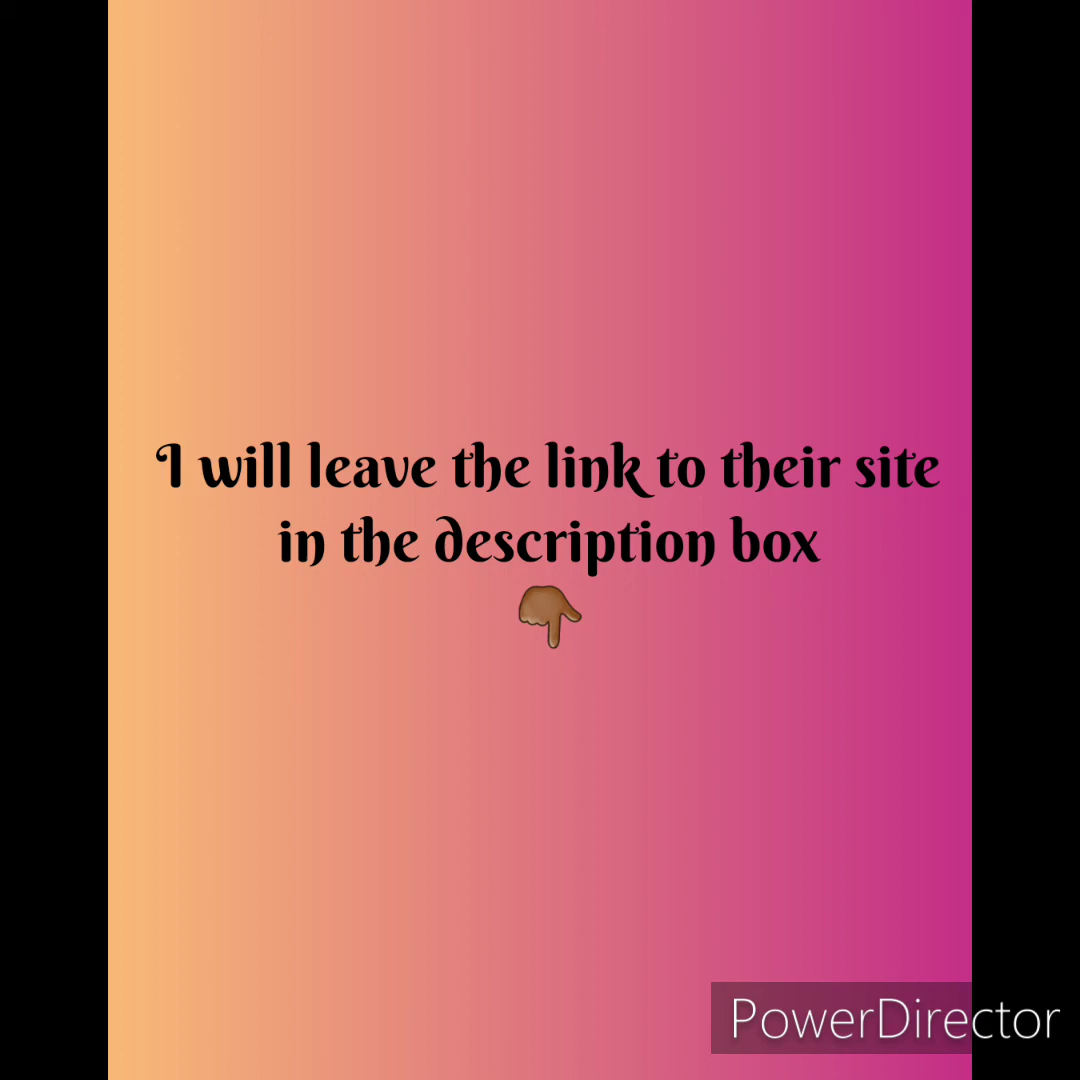 I will leave the link to their site
in the description box
PowerDirector